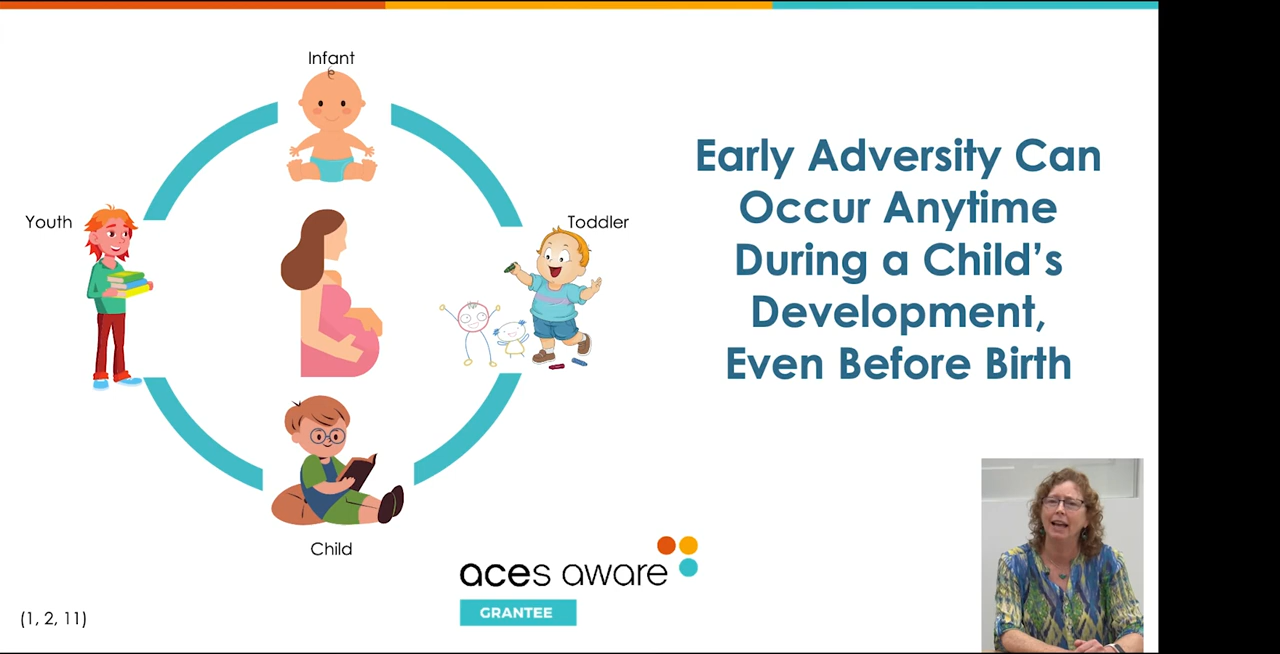 Infant
Youth
Toddler
Child
Early Adversity Can
Occur Anytime
During a Child’s
Development,
Even Before Birth
aces aware
GRANTEE
(1, 2, 11)